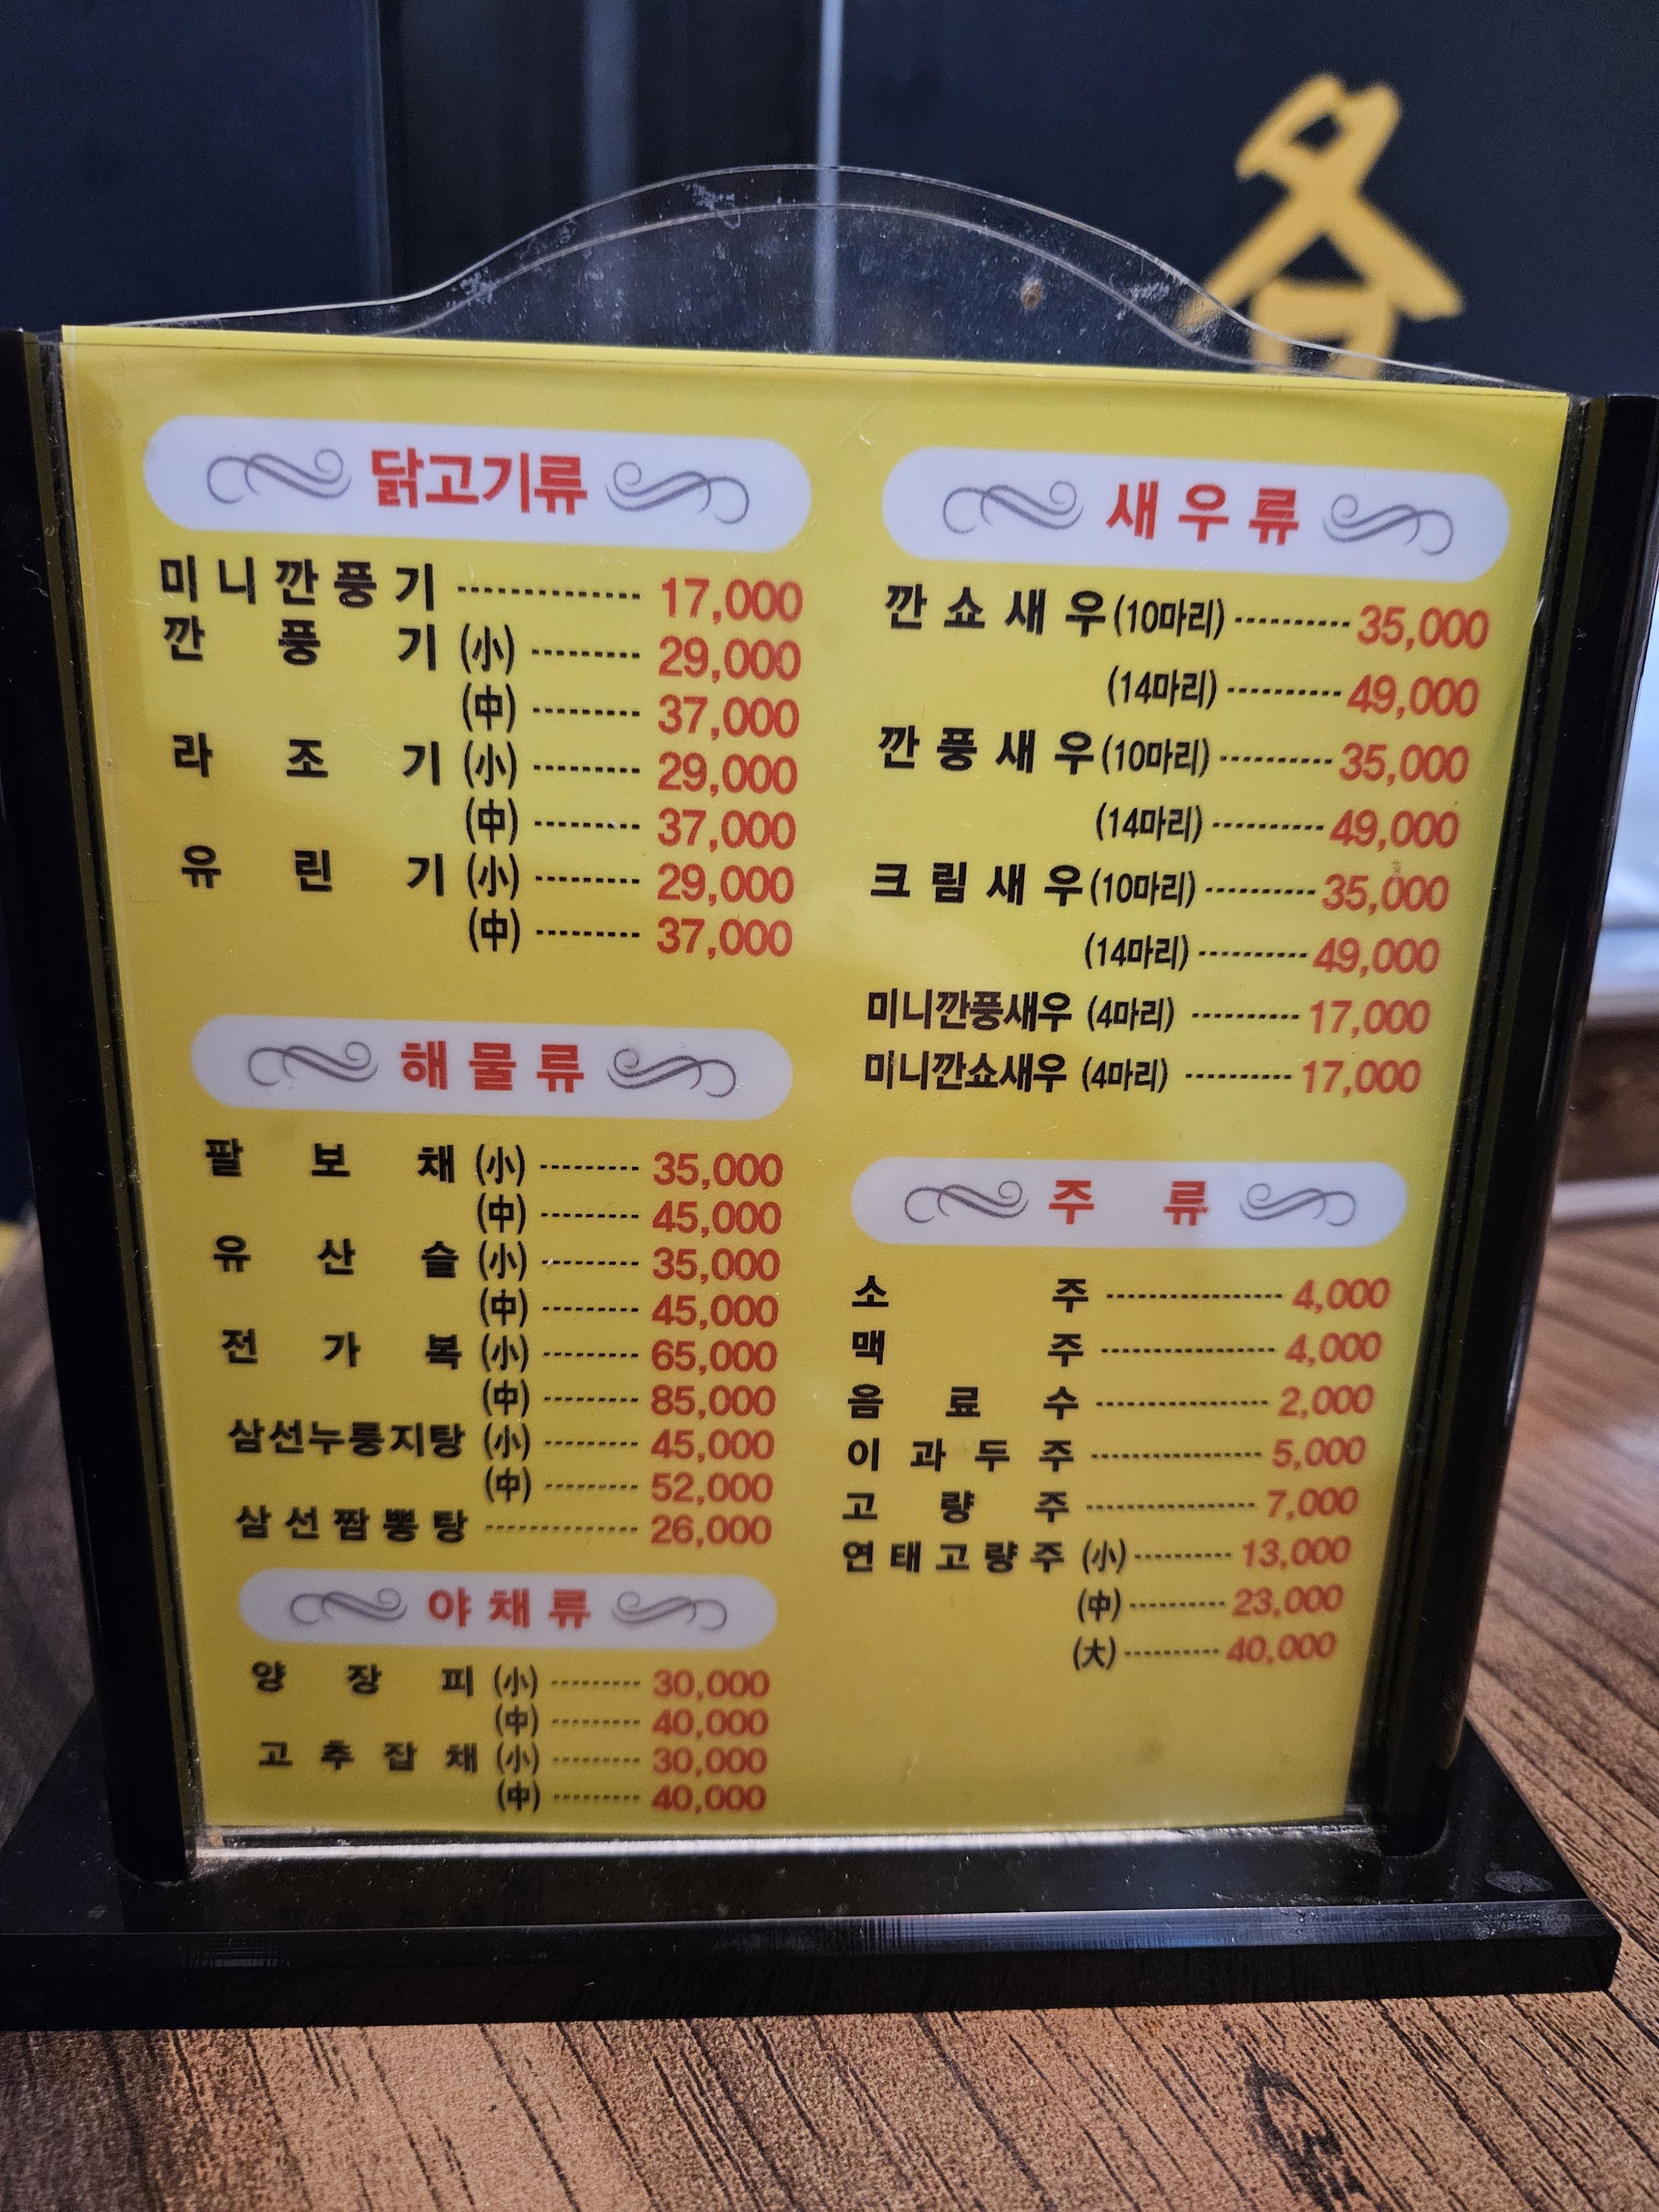 닭고기류
미니깐풍기 -------------- 17,000
깐 풍 기 (小) --------- 29,000
(中) --------- 37,000
라 조 기 (小) --------- 29,000
(中) --------- 37,000
유 린 기 (小) --------- 29,000
(中) --------- 37,000
해물류
팔 보 채 (小) --------- 35,000
(中) --------- 45,000
유 산 슬 (小) --------- 35,000
(中) --------- 45,000
전 가 복 (小) --------- 65,000
(中) --------- 85,000
삼선누룽지탕 (小) --------- 45,000
(中) --------- 52,000
삼선짬뽕탕 -------------- 26,000
야채류
양 장 피 (小) --------- 30,000
(中) --------- 40,000
고추잡채 (小) --------- 30,000
(中) --------- 40,000
새우류
깐쇼새우(10마리) ---------- 35,000
(14마리) ---------- 49,000
깐풍새우(10마리) ---------- 35,000
(14마리) ---------- 49,000
크림새우(10마리) ---------- 35,000
(14마리) ---------- 49,000
미니깐풍새우 (4마리) ---------- 17,000
미니깐쇼새우 (4마리) ---------- 17,000
주 류
소 주 ---------------- 4,000
맥 주 ---------------- 4,000
음 료 수 ---------------- 2,000
이과두주 ---------------- 5,000
고 량 주 ---------------- 7,000
연태고량주 (小) ---------- 13,000
(中) ---------- 23,000
(大) ---------- 40,000